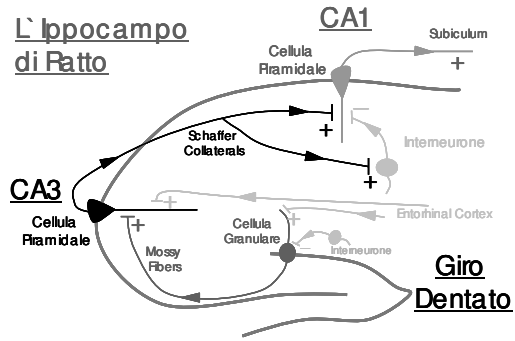 L`Ippocampo
di Ratto
CA1
Cellula
Piramidale
Subiculum
+
Schaffer
Collaterals
+
–
Interneurone
+
CA3
Cellula
Piramidale
+
+
Mossy
Fibers
Cellula
Granulare
+
Entorhinal Cortex
–
Interneurone
Giro
Dentato